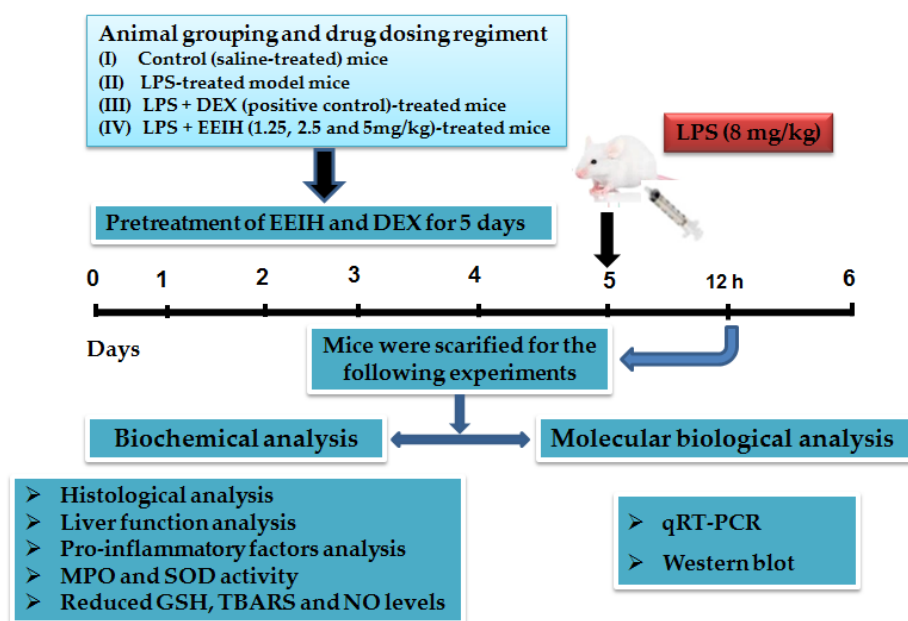 Animal grouping and drug dosing regiment
(I) Control (saline-treated) mice
(II) LPS-treated model mice
(III) LPS + DEX (positive control)-treated mice
(IV) LPS + EEIH (1.25, 2.5 and 5mg/kg)-treated mice
LPS (8 mg/kg)
Pretreatment of EEIH and DEX for 5 days
0 1 2 3 4 5 12 h 6
Days
Mice were scarified for the
following experiments
Biochemical analysis
Molecular biological analysis
➢ Histological analysis
➢ Liver function analysis
➢ Pro-inflammatory factors analysis
➢ MPO and SOD activity
➢ Reduced GSH, TBARS and NO levels
➢ qRT-PCR
➢ Western blot